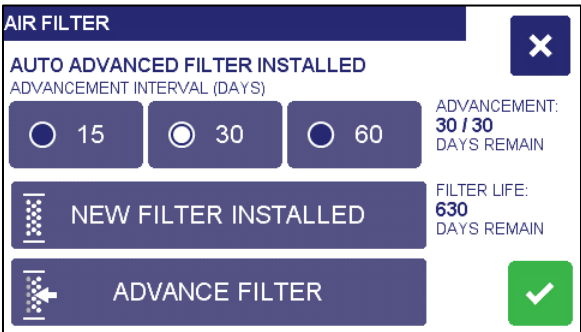 AIR FILTER
AUTO ADVANCED FILTER INSTALLED
ADVANCEMENT INTERVAL (DAYS)
15
30
60
ADVANCEMENT:
30 / 30
DAYS REMAIN
NEW FILTER INSTALLED
FILTER LIFE:
630
DAYS REMAIN
ADVANCE FILTER